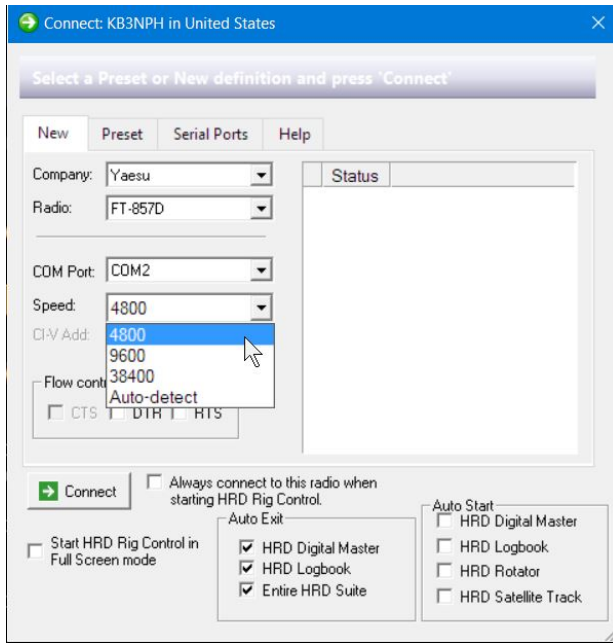 Connect: KB3NPH in United States
Select a Preset or New definition and press 'Connect'
New Preset Serial Ports Help
Company: Yaesu
Status
Radio: FT-857D
COM Port: COM2
Speed: 4800
CI-V Add: 4800
9600
38400
Auto-detect
Flow cont
CTS DTR RTS
Connect
Always connect to this radio when
starting HRD Rig Control.
Start HRD Rig Control in
Full Screen mode
Auto Exit
HRD Digital Master
HRD Logbook
Entire HRD Suite
Auto Start
HRD Digital Master
HRD Logbook
HRD Rotator
HRD Satellite Track